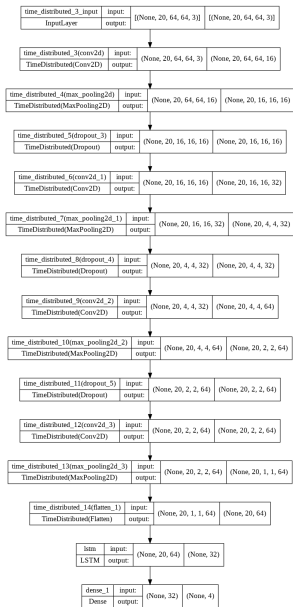 time_distributed_3_input input: [(None, 20, 64, 64, 3)] [(None, 20, 64, 64, 3)]
InputLayer output:
time_distributed_3(conv2d) input: (None, 20, 64, 64, 3) (None, 20, 64, 64, 16)
TimeDistributed(Conv2D) output:
time_distributed_4(max_pooling2d) input: (None, 20, 64, 64, 16) (None, 20, 16, 16, 16)
TimeDistributed(MaxPooling2D) output:
time_distributed_5(dropout_3) input: (None, 20, 16, 16, 16) (None, 20, 16, 16, 16)
TimeDistributed(Dropout) output:
time_distributed_6(conv2d_1) input: (None, 20, 16, 16, 16) (None, 20, 16, 16, 32)
TimeDistributed(Conv2D) output:
time_distributed_7(max_pooling2d_1) input: (None, 20, 16, 16, 32) (None, 20, 4, 4, 32)
TimeDistributed(MaxPooling2D) output:
time_distributed_8(dropout_4) input: (None, 20, 4, 4, 32) (None, 20, 4, 4, 32)
TimeDistributed(Dropout) output:
time_distributed_9(conv2d_2) input: (None, 20, 4, 4, 32) (None, 20, 4, 4, 64)
TimeDistributed(Conv2D) output:
time_distributed_10(max_pooling2d_2) input: (None, 20, 4, 4, 64) (None, 20, 2, 2, 64)
TimeDistributed(MaxPooling2D) output:
time_distributed_11(dropout_5) input: (None, 20, 2, 2, 64) (None, 20, 2, 2, 64)
TimeDistributed(Dropout) output:
time_distributed_12(conv2d_3) input: (None, 20, 2, 2, 64) (None, 20, 2, 2, 64)
TimeDistributed(Conv2D) output:
time_distributed_13(max_pooling2d_3) input: (None, 20, 2, 2, 64) (None, 20, 1, 1, 64)
TimeDistributed(MaxPooling2D) output:
time_distributed_14(flatten_1) input: (None, 20, 1, 1, 64) (None, 20, 64)
TimeDistributed(Flatten) output:
lstm input: (None, 20, 64) (None, 32)
LSTM output:
dense_1 input: (None, 32) (None, 4)
Dense output: